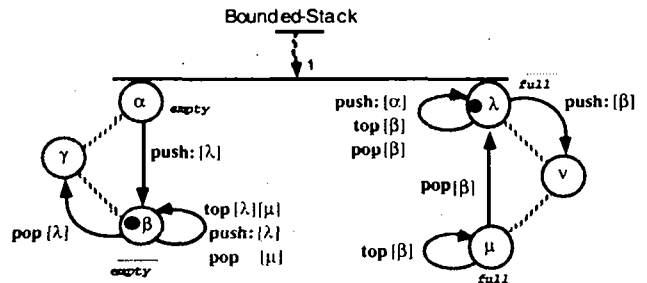 Bounded-Stack
1
α
empty
γ
push: [λ]
pop [λ]
β
top [λ][μ]
push: [λ]
pop [μ]
empty
push: [α]
top [β]
pop [β]
λ
full
push: [β]
ν
pop [β]
top [β]
μ
full